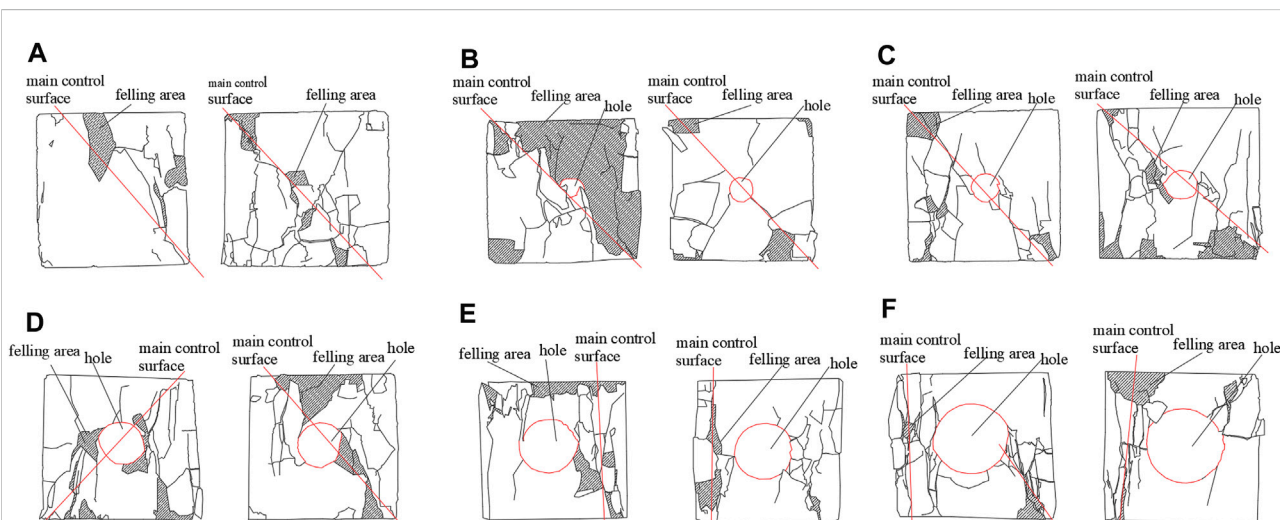 A
main control
surface
felling area
main control
surface
felling area
B
main control
surface
felling area
hole
main control
surface
felling area
hole
C
main control
surface
felling area
hole
main control
surface
felling area
hole
D
felling area
hole
main control
surface
main control
surface
felling area
hole
E
felling area
hole
main control
surface
main control
surface
felling area
hole
F
main control
surface
felling area
hole
main control
surface
felling area
hole